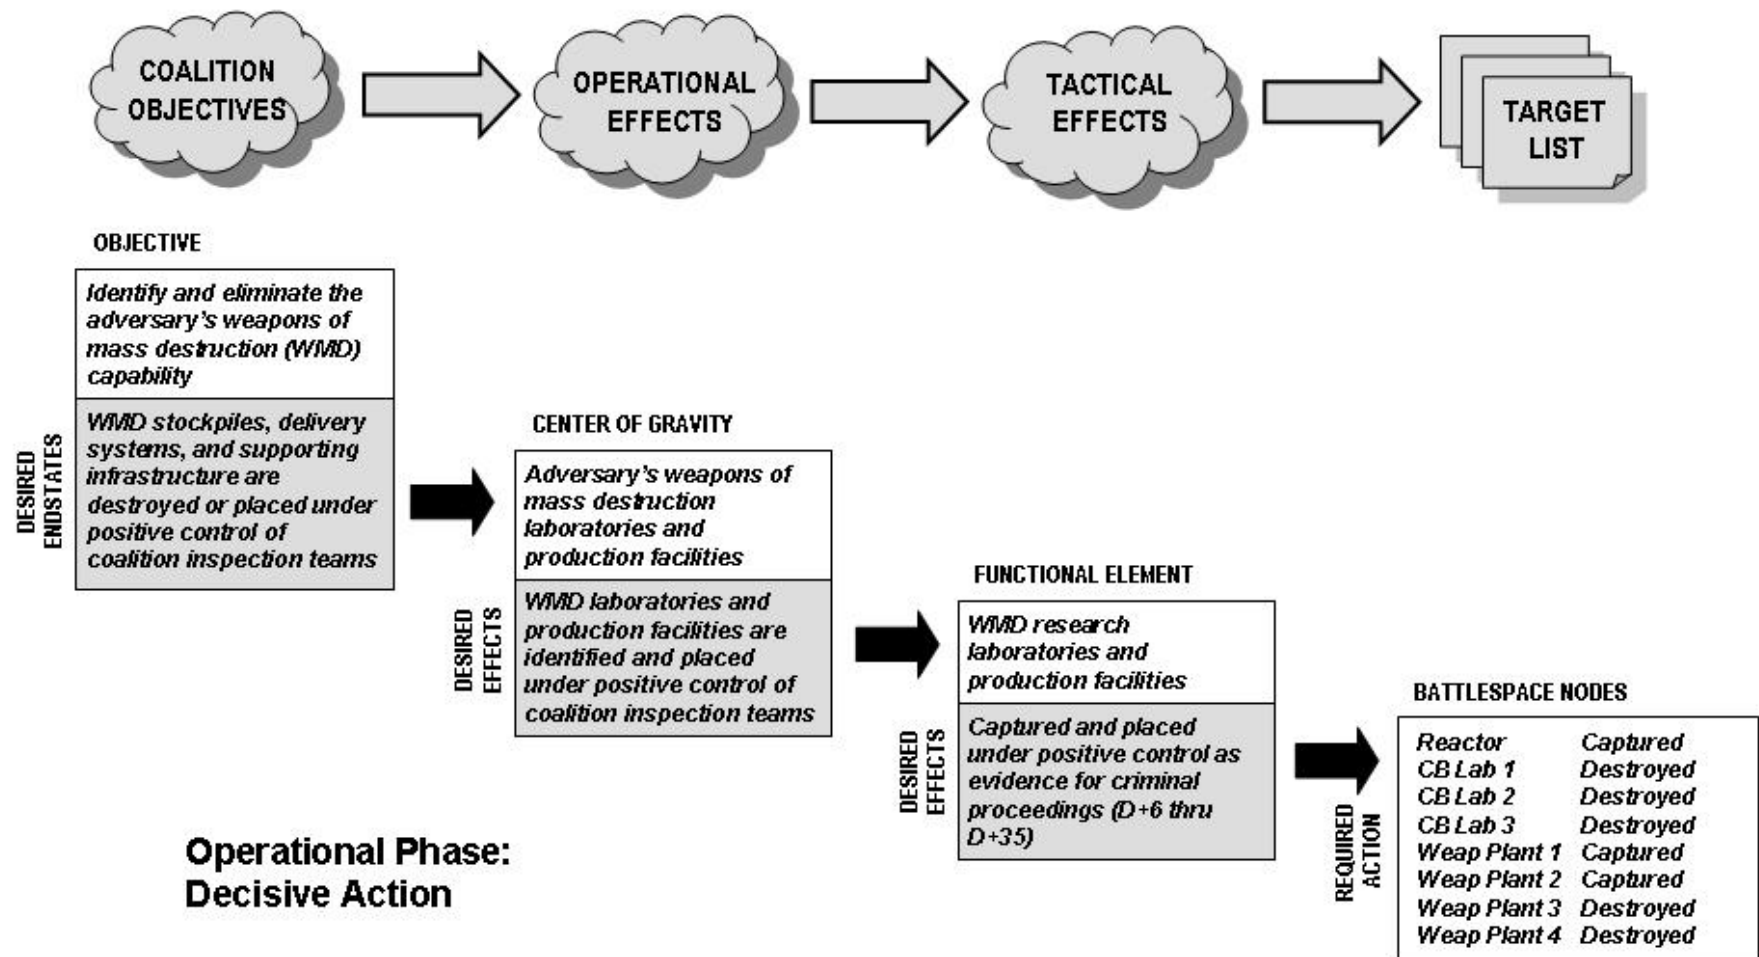 COALITION
OBJECTIVES
OPERATIONAL
EFFECTS
TACTICAL
EFFECTS
TARGET
LIST
OBJECTIVE
Identify and eliminate the
adversary's weapons of
mass destruction (WMD)
capability
DESIRED
ENDSTATES
WMD stockpiles, delivery
systems, and supporting
infrastructure are
destroyed or placed under
positive control of
coalition inspection teams
CENTER OF GRAVITY
Adversary's weapons of
mass destruction
laboratories and
production facilities
DESIRED
EFFECTS
WMD laboratories and
production facilities are
identified and placed
under positive control of
coalition inspection teams
FUNCTIONAL ELEMENT
WMD research
laboratories and
production facilities
DESIRED
EFFECTS
Captured and placed
under positive control as
evidence for criminal
proceedings (D+6 thru
D+35)
BATTLESPACE NODES
REQUIRED
ACTION
Reactor Captured
CB Lab 1 Destroyed
CB Lab 2 Destroyed
CB Lab 3 Destroyed
Weap Plant 1 Captured
Weap Plant 2 Captured
Weap Plant 3 Destroyed
Weap Plant 4 Destroyed
Operational Phase:
Decisive Action